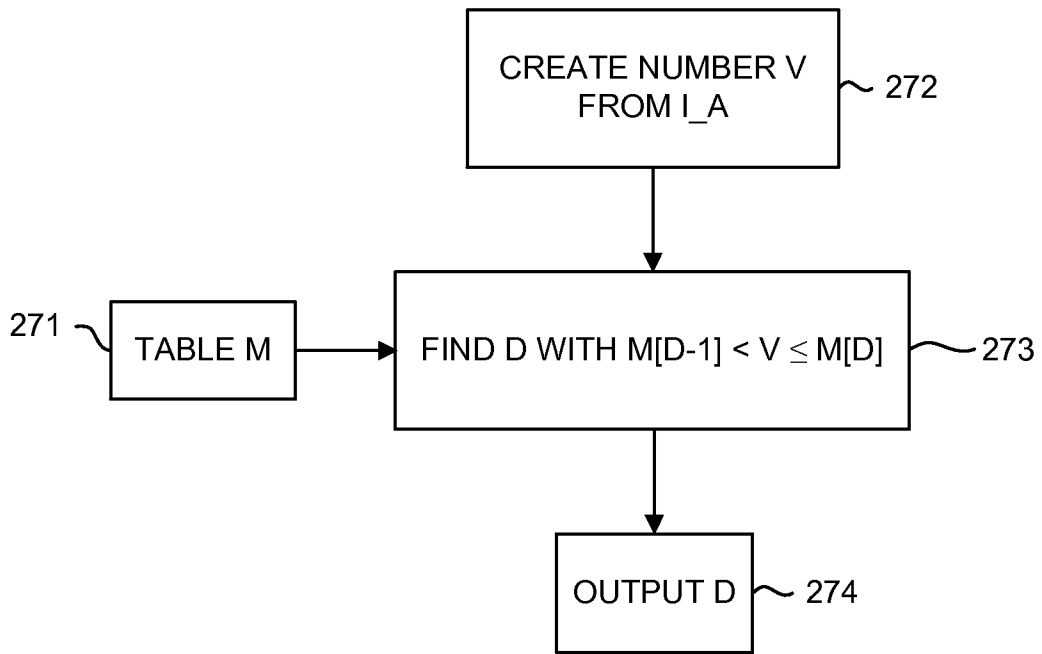 CREATE NUMBER V
FROM I_A
272
271
TABLE M
FIND D WITH M[D-1] < V ≤ M[D]
273
OUTPUT D
274